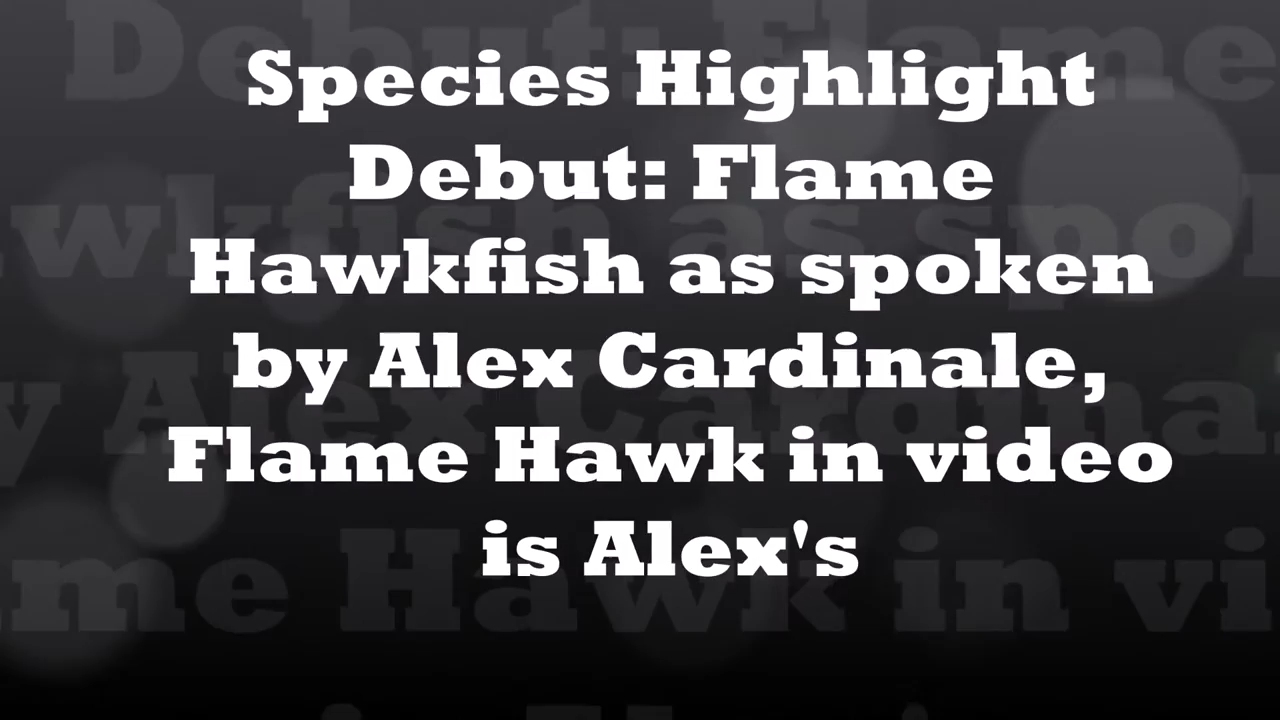 Species Highlight
Debut: Flame
Hawkfish as spoken
by Alex Cardinale,
Flame Hawk in video
is Alex's